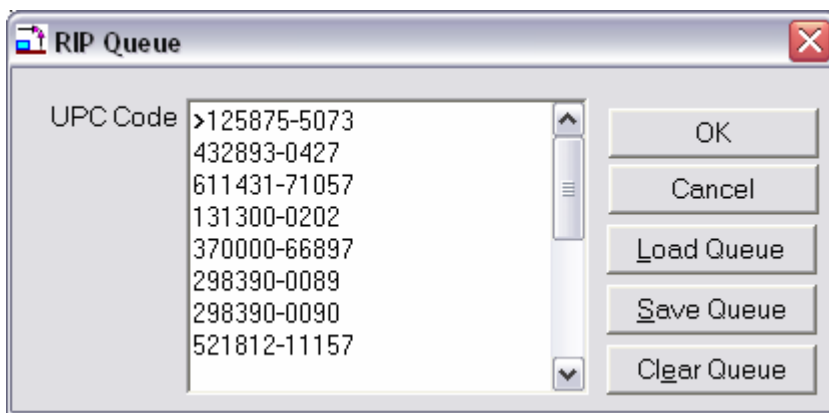 RIP Queue
UPC Code
>125875-5073
432893-0427
611431-71057
131300-0202
370000-66897
298390-0089
298390-0090
521812-11157
OK
Cancel
Load Queue
Save Queue
Clear Queue